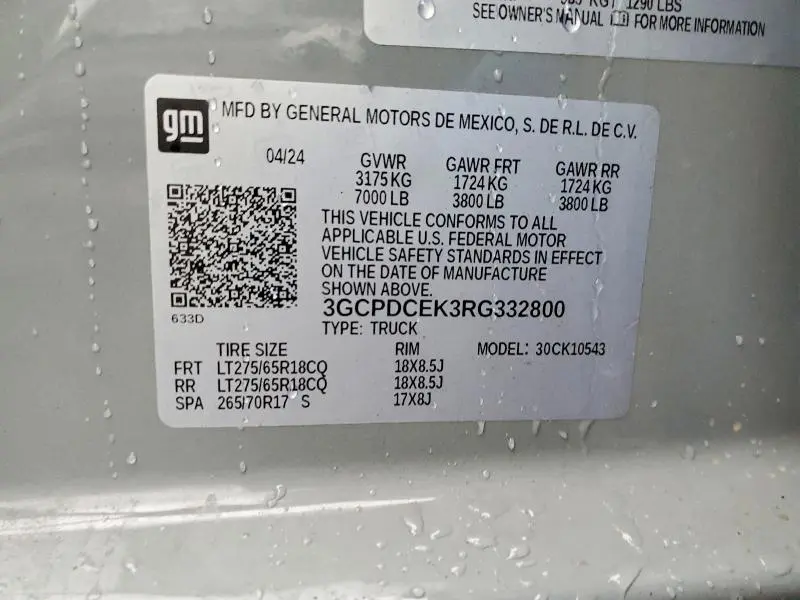 KG / 1290 LBS
SEE OWNER'S MANUAL FOR MORE INFORMATION
gm
MFD BY GENERAL MOTORS DE MEXICO, S. DE R.L. DE C.V.
04/24 GVWR GAWR FRT GAWR RR
3175 KG 1724 KG 1724 KG
7000 LB 3800 LB 3800 LB
THIS VEHICLE CONFORMS TO ALL
APPLICABLE U.S. FEDERAL MOTOR
VEHICLE SAFETY STANDARDS IN EFFECT
ON THE DATE OF MANUFACTURE
SHOWN ABOVE.
633D
3GCPDCEK3RG332800
TYPE: TRUCK
TIRE SIZE RIM MODEL: 30CK10543
FRT LT275/65R18CQ 18X8.5J
RR LT275/65R18CQ 18X8.5J
SPA 265/70R17 S 17X8J